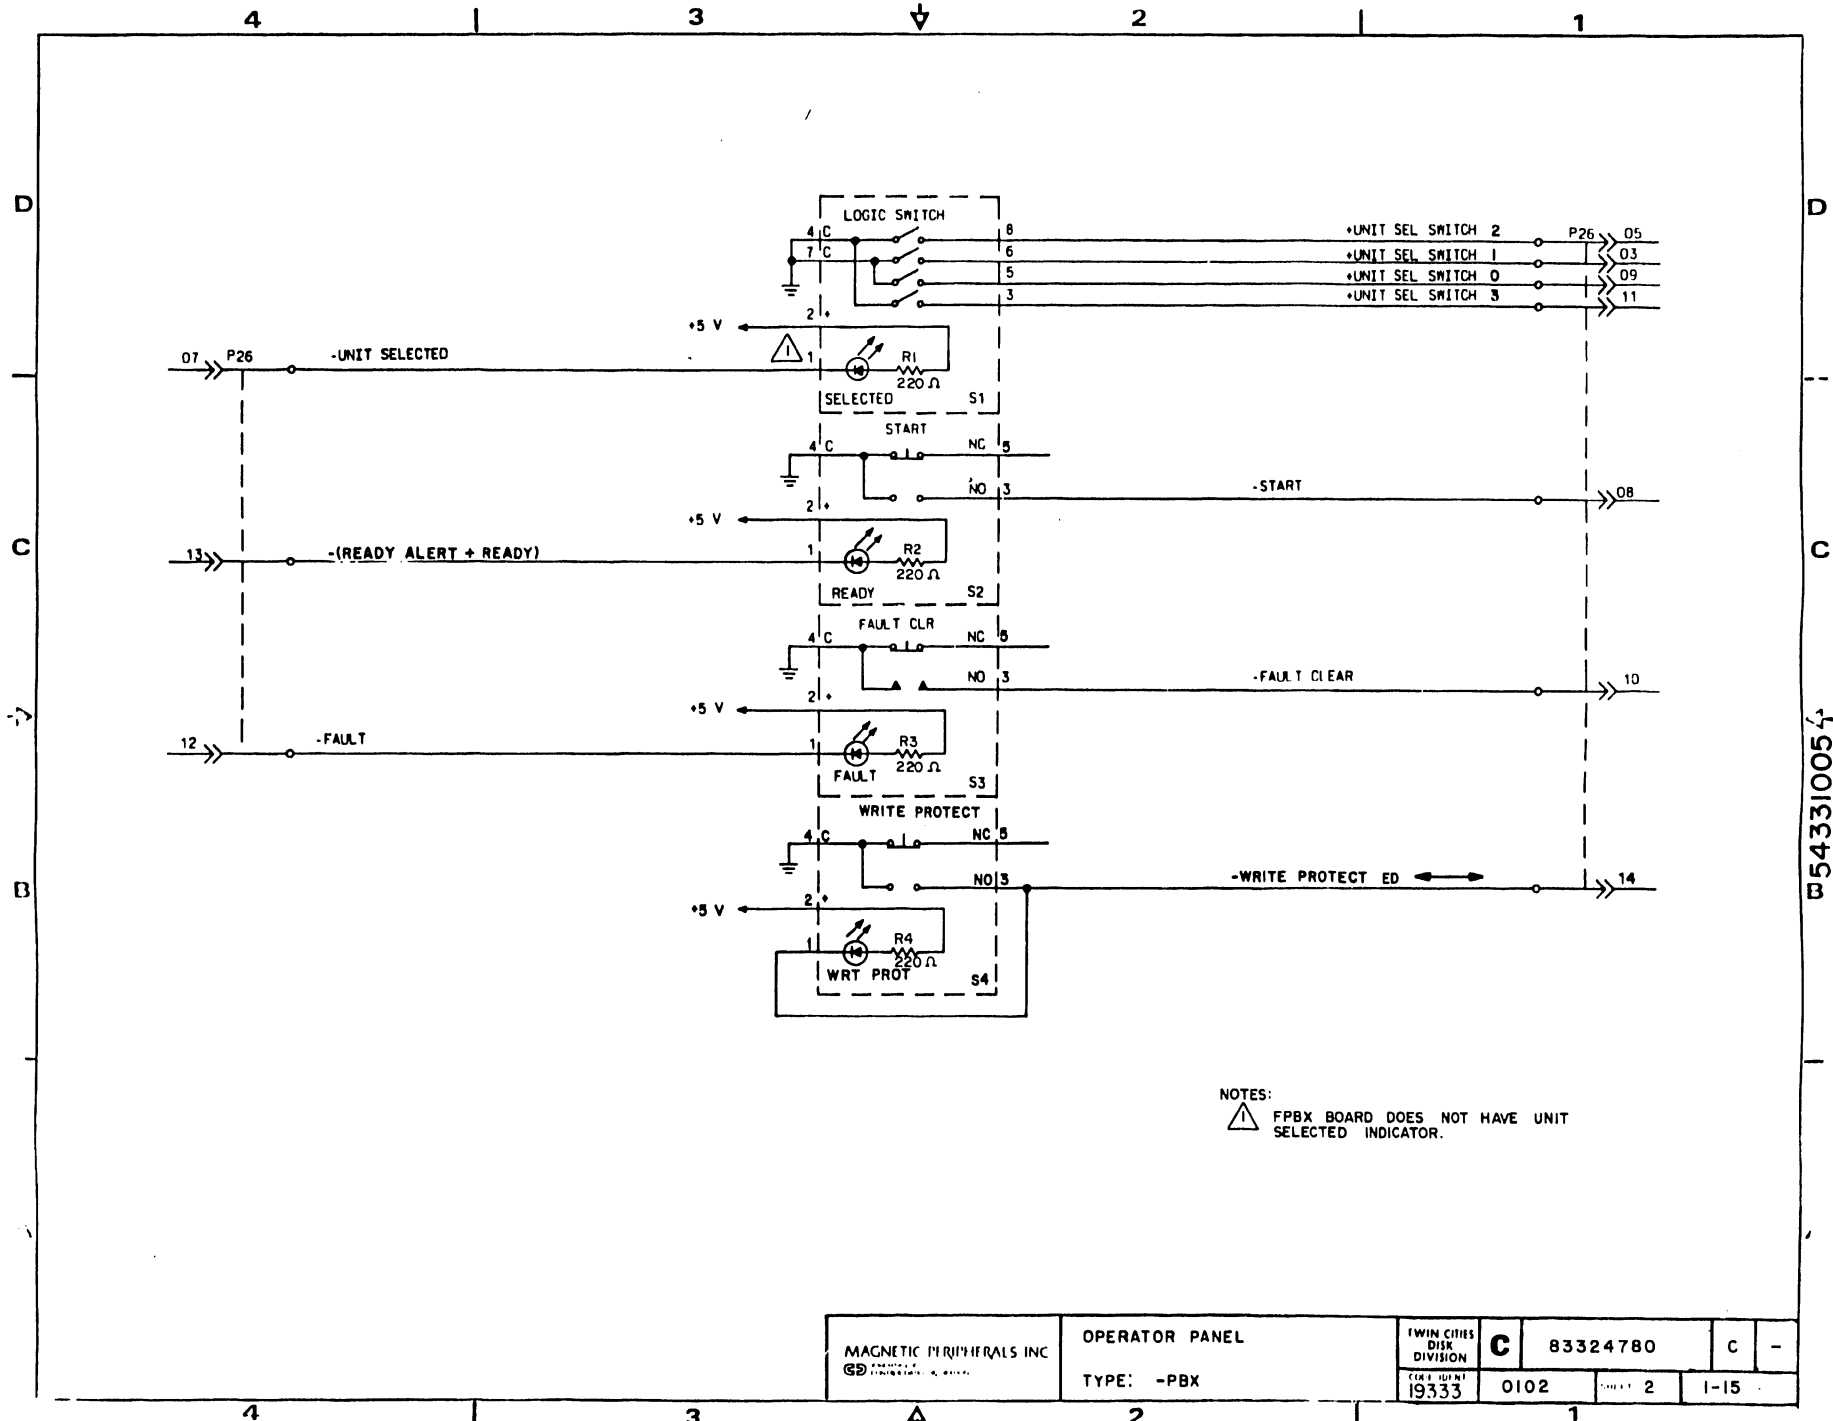 4 3 2 1
D D
LOGIC SWITCH
4 C 8 +UNIT SEL SWITCH 2 P26 05
7 C 6 +UNIT SEL SWITCH 1 03
5 +UNIT SEL SWITCH 0 09
3 +UNIT SEL SWITCH 3 11
2 +
+5 V
07 P26 -UNIT SELECTED 1 1 R1
220 Ω
SELECTED S1
START
4 C NC 5
NO 3 -START 08
2 +
+5 V
C 13 -(READY ALERT + READY) 1 R2 C
220 Ω
READY S2
FAULT CLR
4 C NC 5
NO 3 -FAULT CLEAR 10
2 +
+5 V
12 -FAULT 1 R3
220 Ω
FAULT S3
WRITE PROTECT
4 C NC 5
B NO 3 -WRITE PROTECT ED 14 B
2 +
+5 V
1 R4
220 Ω
WRT PROT S4
54331005
NOTES:
1 FPBX BOARD DOES NOT HAVE UNIT
SELECTED INDICATOR.
MAGNETIC PERIPHERALS INC
OPERATOR PANEL
TYPE: -PBX
TWIN CITIES
DISK
DIVISION
C 83324780 C -
CODE IDENT
19333 0102 SHEET 2 1-15
4 3 2 1